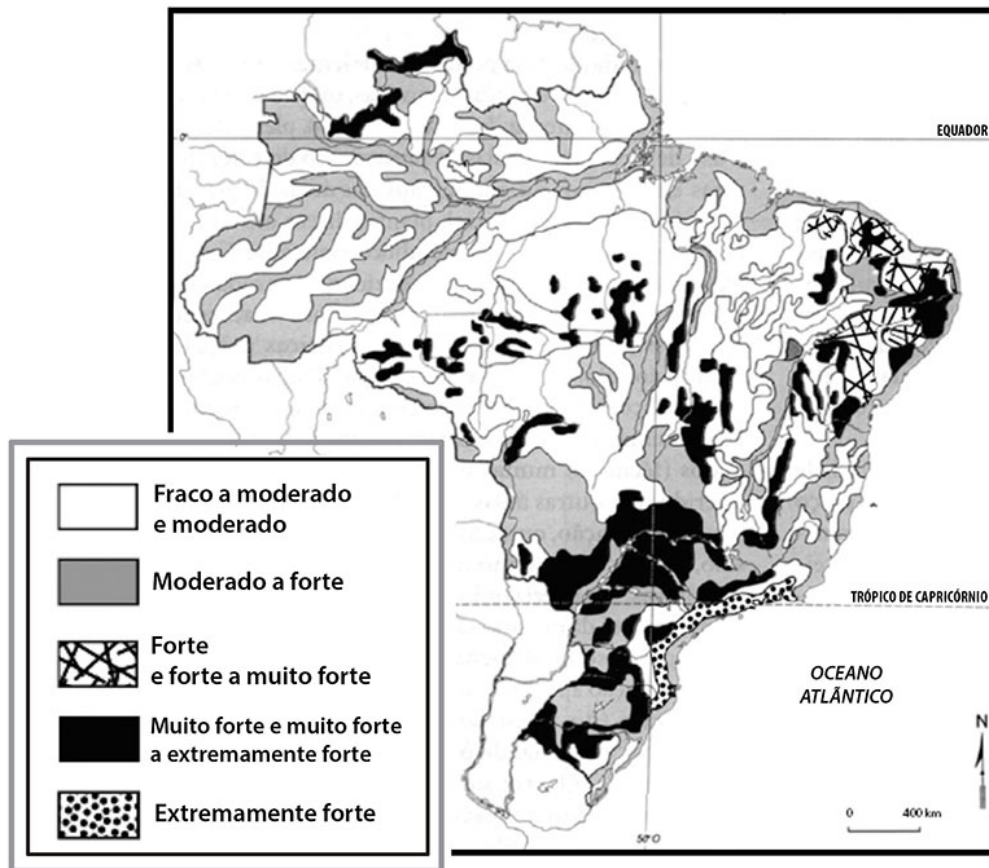 EQUADOR
0°
TRÓPICO DE CAPRICÓRNIO
Fraco a moderado
e moderado
Moderado a forte
Forte
e forte a muito forte
Muito forte e muito forte
a extremamente forte
Extremamente forte
OCEANO
ATLÂNTICO
N
0 400 km
50°O